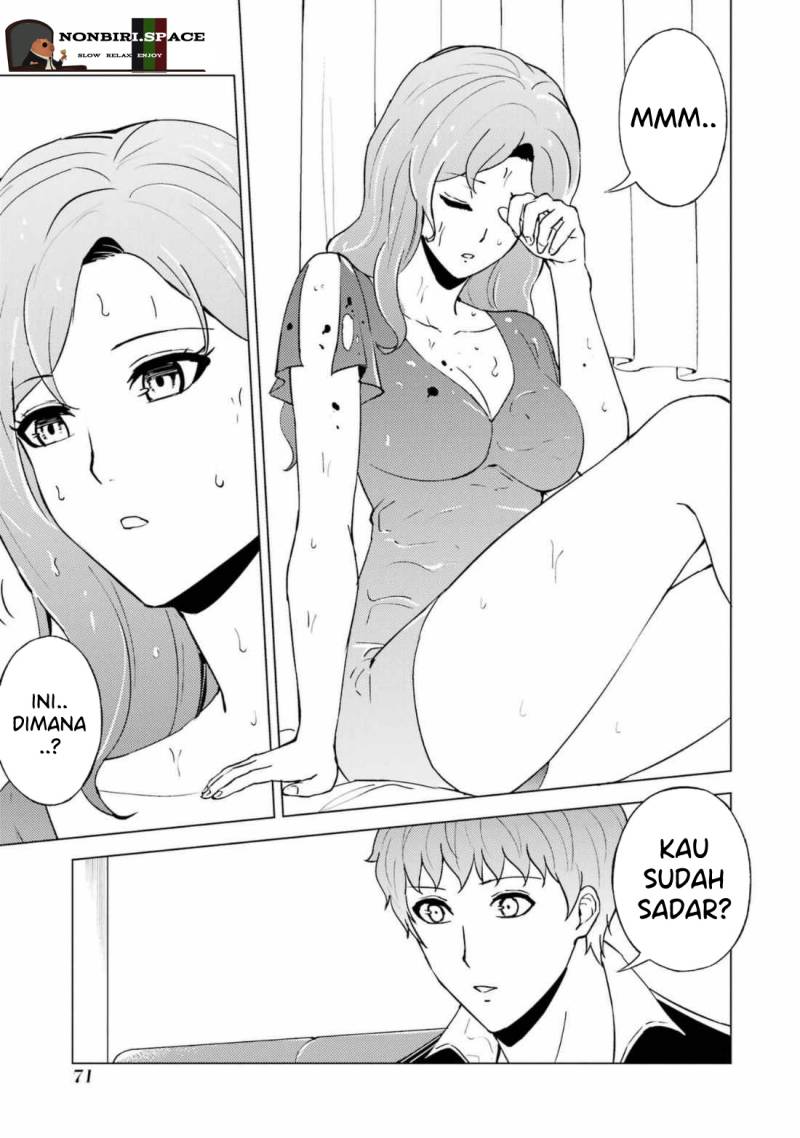 NONBIRI.SPACE
SLOW RELAX ENJOY
MMM..
INI..
DIMANA
..?
KAU
SUDAH
SADAR?
71